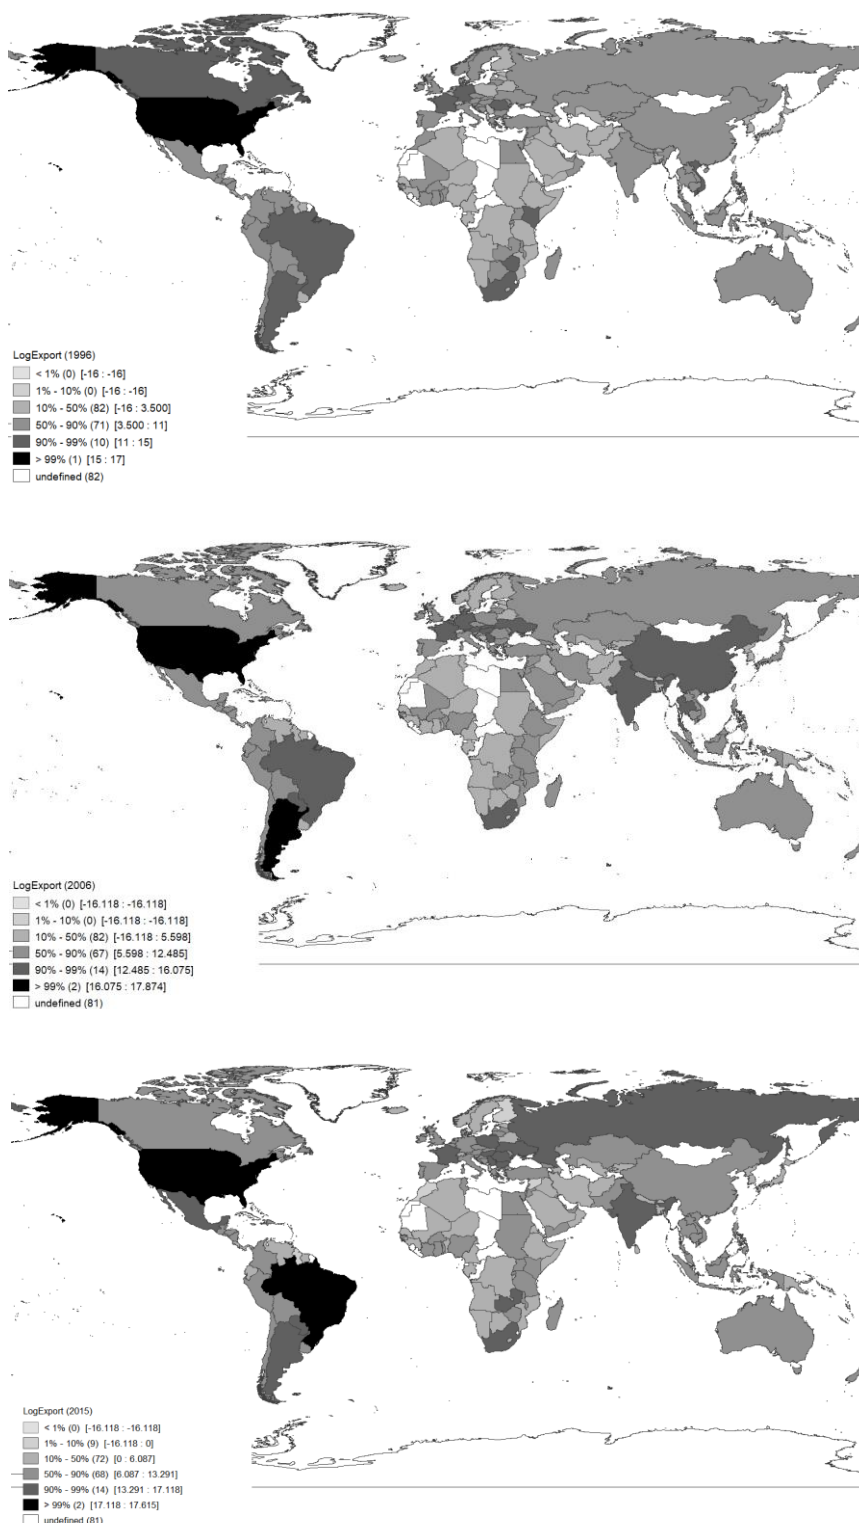 LogExport (1996)
< 1% (0) [-16 : -16]
1% - 10% (0) [-16 : -16]
10% - 50% (82) [-16 : 3.500]
50% - 90% (71) [3.500 : 11]
90% - 99% (10) [11 : 15]
> 99% (1) [15 : 17]
undefined (82)
LogExport (2006)
< 1% (0) [-16.118 : -16.118]
1% - 10% (0) [-16.118 : -16.118]
10% - 50% (82) [-16.118 : 5.598]
50% - 90% (67) [5.598 : 12.485]
90% - 99% (14) [12.485 : 16.075]
> 99% (2) [16.075 : 17.874]
undefined (81)
LogExport (2015)
< 1% (0) [-16.118 : -16.118]
1% - 10% (9) [-16.118 : 0]
10% - 50% (72) [0 : 6.087]
50% - 90% (68) [6.087 : 13.291]
90% - 99% (14) [13.291 : 17.118]
> 99% (2) [17.118 : 17.615]
undefined (81)